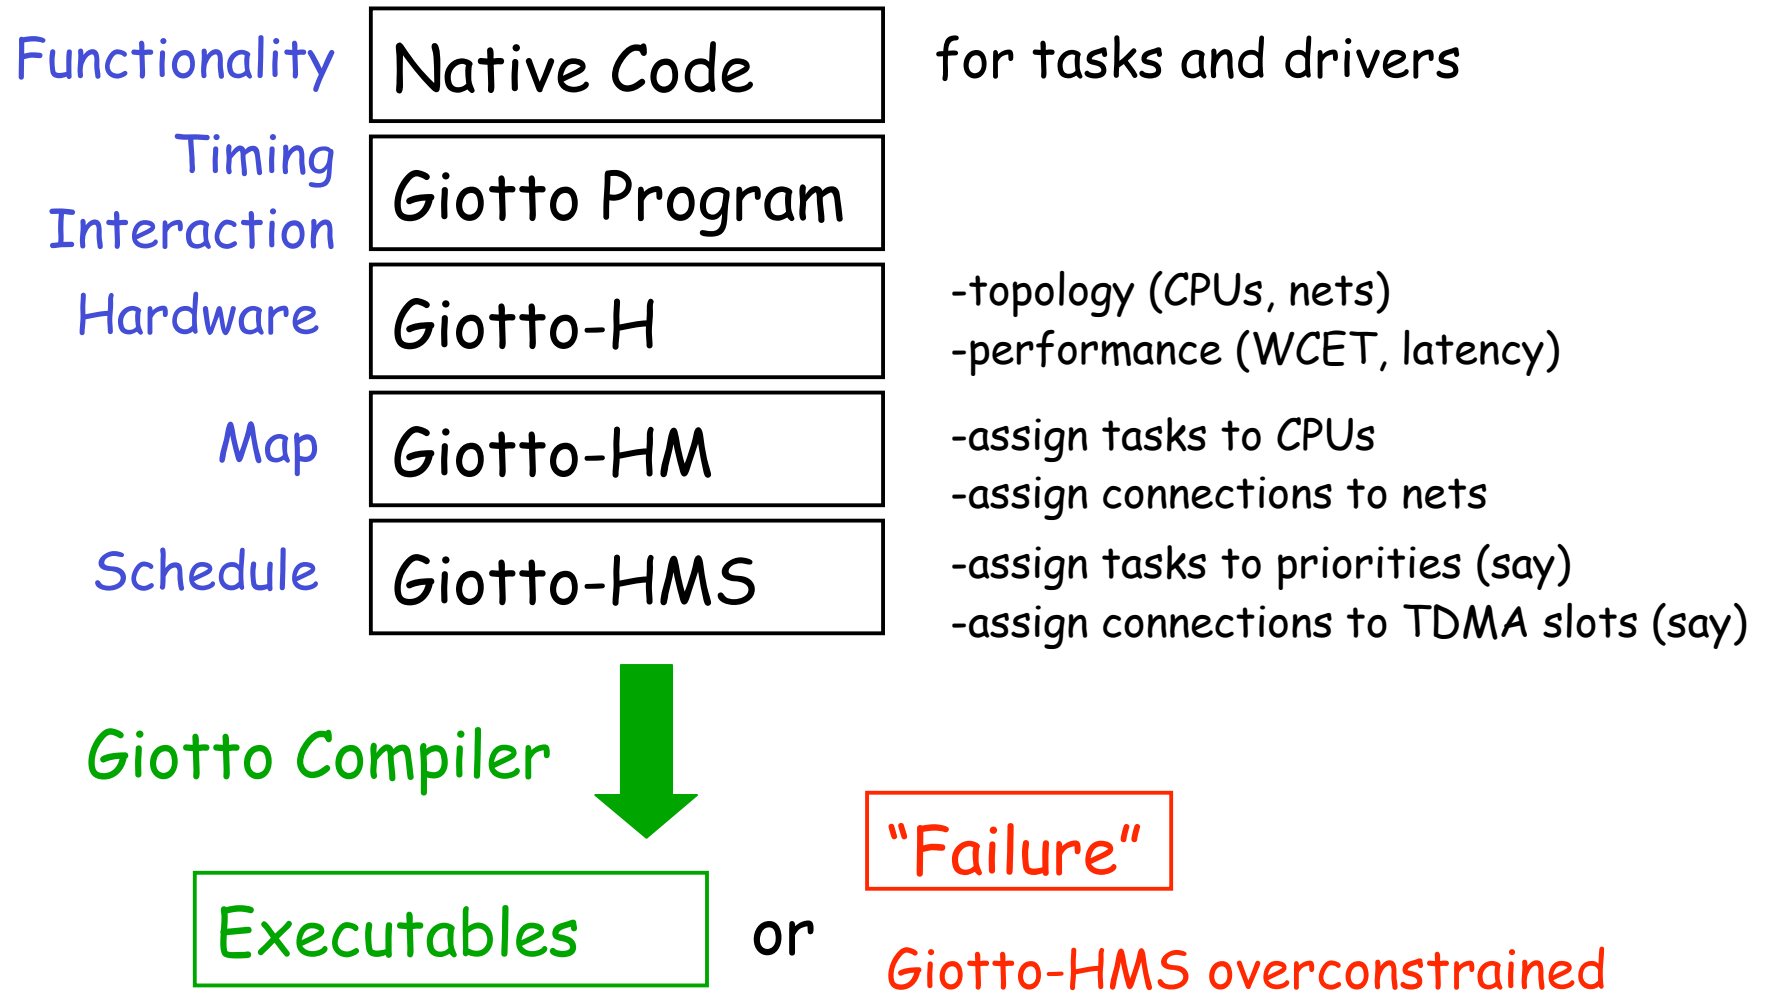 Functionality
Native Code
for tasks and drivers
Timing
Interaction
Giotto Program
Hardware
Giotto-H
-topology (CPUs, nets)
-performance (WCET, latency)
Map
Giotto-HM
-assign tasks to CPUs
-assign connections to nets
Schedule
Giotto-HMS
-assign tasks to priorities (say)
-assign connections to TDMA slots (say)
Giotto Compiler
Executables
or
“Failure”
Giotto-HMS overconstrained